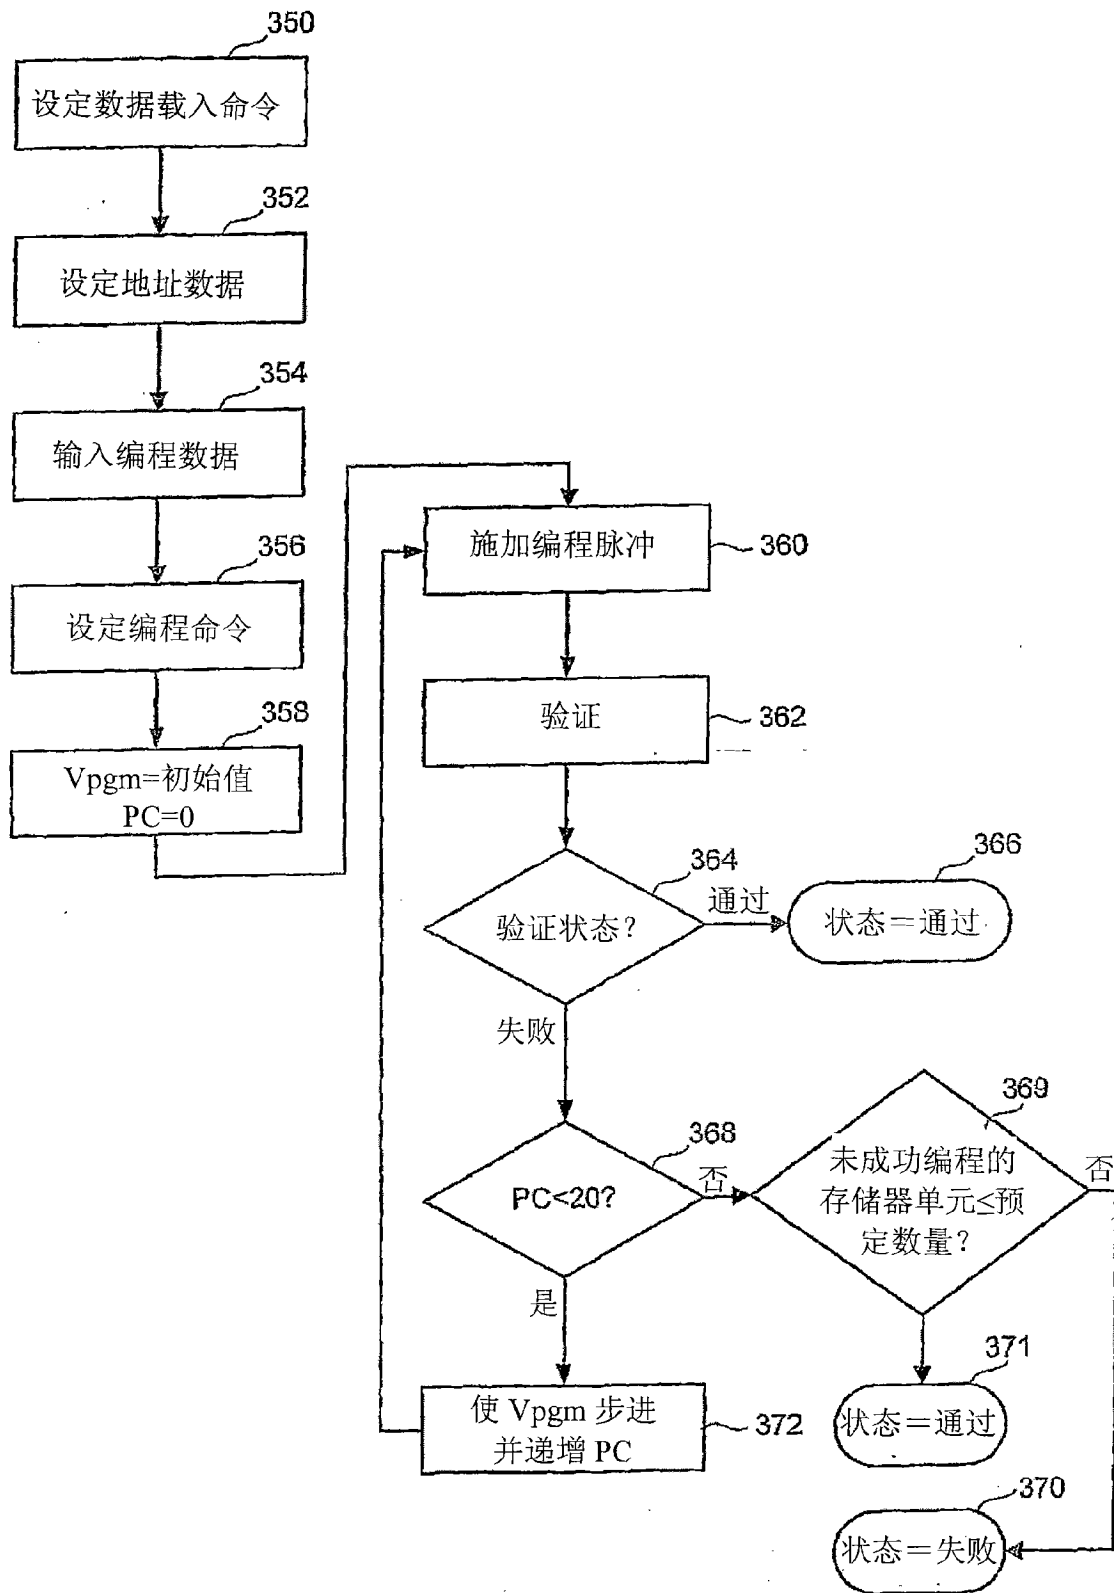 350
设定数据载入命令
352
设定地址数据
354
输入编程数据
356
设定编程命令
358
Vpgm=初始值
PC=0
施加编程脉冲
360
验证
362
364
验证状态?
通过
366
状态=通过
失败
368
PC<20?
否
369
未成功编程的
存储器单元≤预
定数量?
否
是
371
状态=通过
使 Vpgm 步进
并递增 PC
372
370
状态=失败